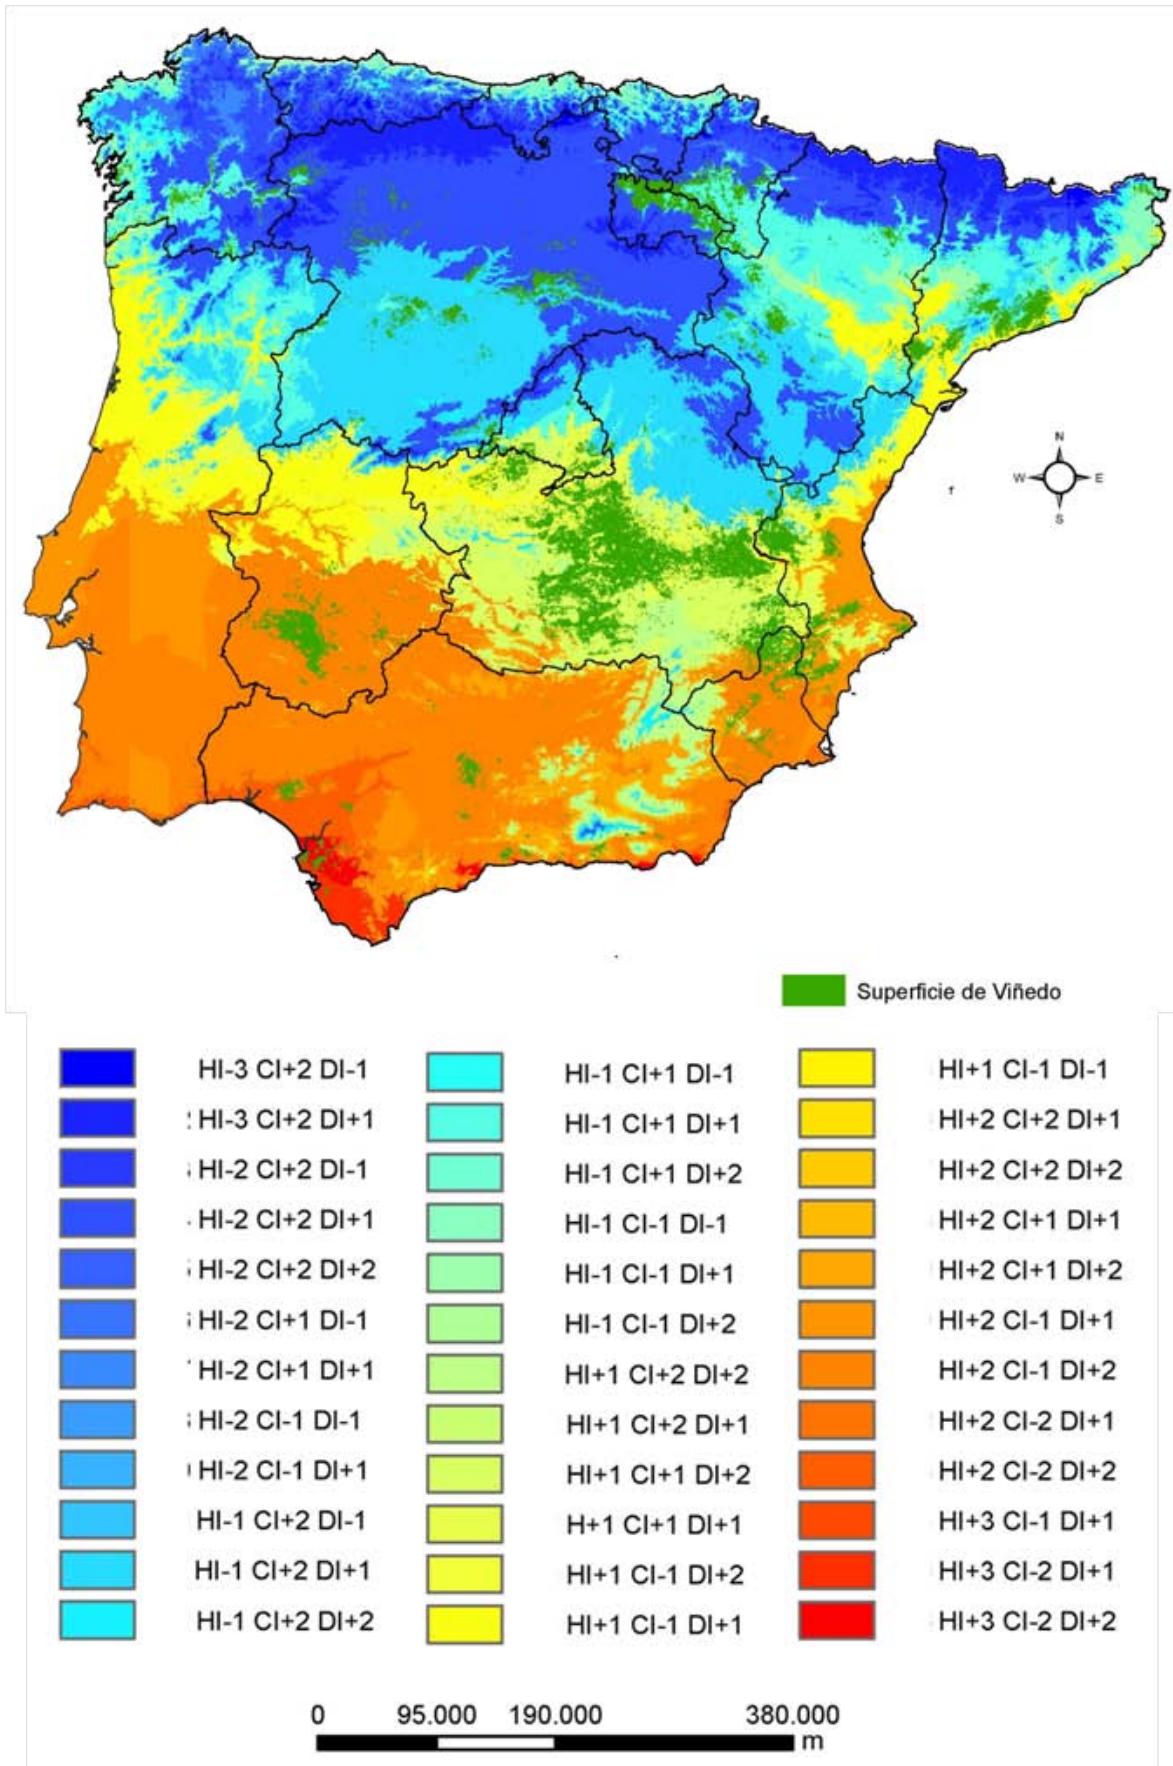 N
W
E
S
r
Superficie de Viñedo
HI-3 CI+2 DI-1
HI-3 CI+2 DI+1
HI-2 CI+2 DI-1
HI-2 CI+2 DI+1
HI-2 CI+2 DI+2
HI-2 CI+1 DI-1
HI-2 CI+1 DI+1
HI-2 CI-1 DI-1
HI-2 CI-1 DI+1
HI-1 CI+2 DI-1
HI-1 CI+2 DI+1
HI-1 CI+2 DI+2
HI-1 CI+1 DI-1
HI-1 CI+1 DI+1
HI-1 CI+1 DI+2
HI-1 CI-1 DI-1
HI-1 CI-1 DI+1
HI-1 CI-1 DI+2
HI+1 CI+2 DI+2
HI+1 CI+2 DI+1
HI+1 CI+1 DI+2
H+1 CI+1 DI+1
HI+1 CI-1 DI+2
HI+1 CI-1 DI+1
HI+1 CI-1 DI-1
HI+2 CI+2 DI+1
HI+2 CI+2 DI+2
HI+2 CI+1 DI+1
HI+2 CI+1 DI+2
HI+2 CI-1 DI+1
HI+2 CI-1 DI+2
HI+2 CI-2 DI+1
HI+2 CI-2 DI+2
HI+3 CI-1 DI+1
HI+3 CI-2 DI+1
HI+3 CI-2 DI+2
0 95.000 190.000 380.000
m